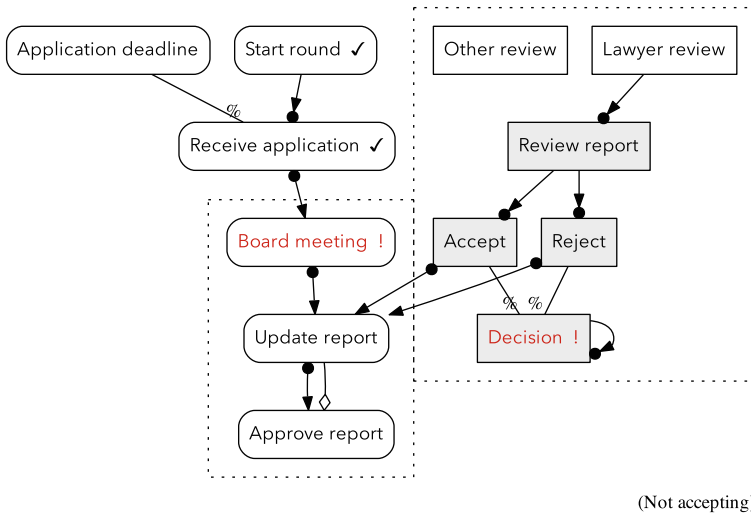 Application deadline
Start round ✓
Other review
Lawyer review
%
Receive application ✓
Review report
Board meeting !
Accept
Reject
% %
Update report
Decision !
Approve report
(Not accepting